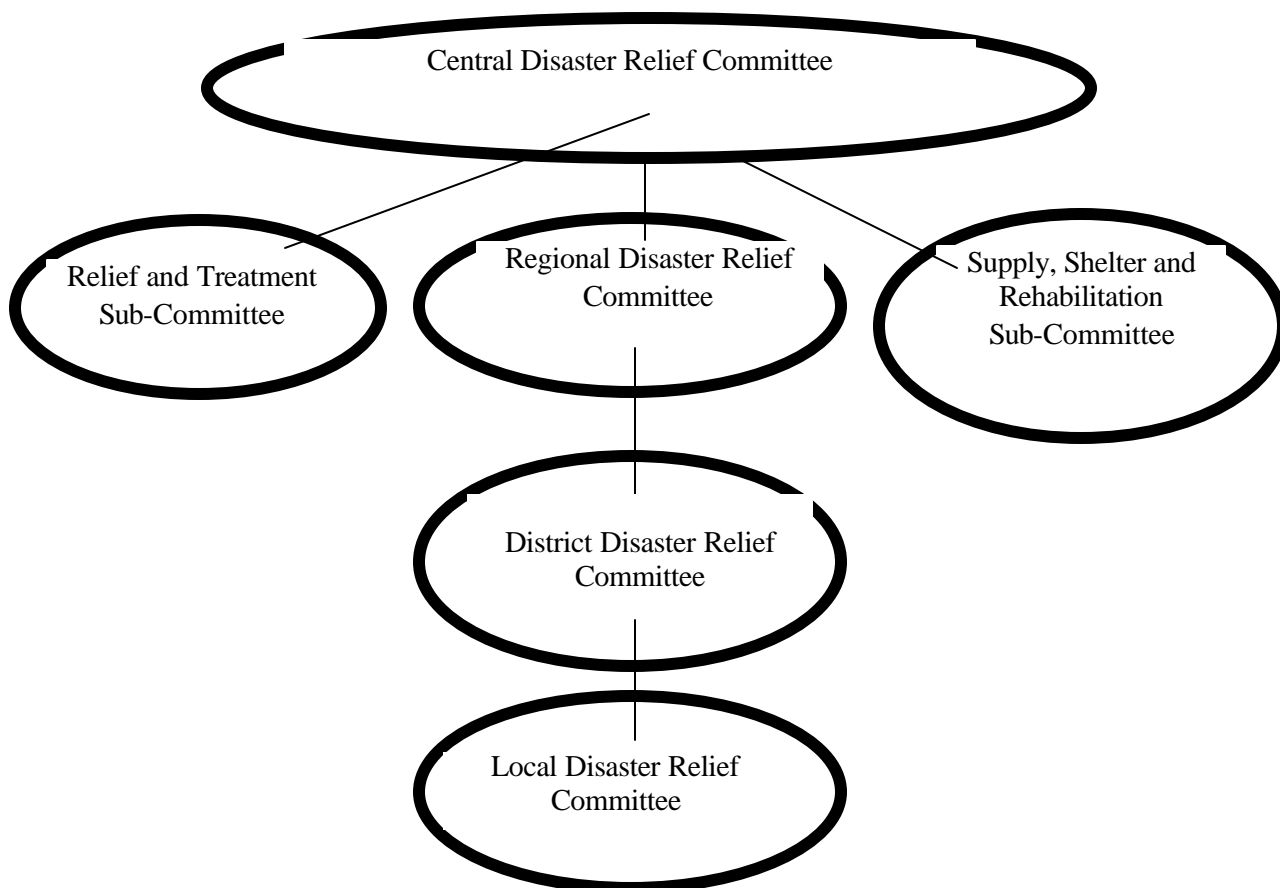 Central Disaster Relief Committee
Relief and Treatment
Sub-Committee
Regional Disaster Relief
Committee
Supply, Shelter and
Rehabilitation
Sub-Committee
District Disaster Relief
Committee
Local Disaster Relief
Committee